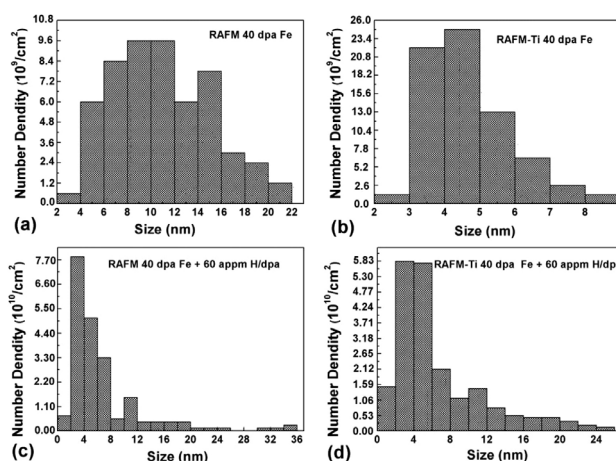 RAFM 40 dpa Fe
Number Dendity (10⁹/cm²)
10.8
9.6
8.4
7.2
6.0
4.8
3.6
2.4
1.2
0.0
2 4 6 8 10 12 14 16 18 20 22
(a)
Size (nm)
RAFM-Ti 40 dpa Fe
Number Dendity (10⁹/cm²)
26.0
23.4
20.8
18.2
15.6
13.0
10.4
7.8
5.2
2.6
0.0
2 3 4 5 6 7 8
(b)
Size (nm)
RAFM 40 dpa Fe + 60 appm H/dpa
Number Dendity (10¹⁰/cm²)
7.70
6.60
5.50
4.40
3.30
2.20
1.10
0.00
0 4 8 12 16 20 24 28 32 36
(c)
Size (nm)
RAFM-Ti 40 dpa Fe + 60 appm H/dp
Number Dendity (10¹⁰/cm²)
5.83
5.30
4.77
4.24
3.71
3.18
2.65
2.12
1.59
1.06
0.53
0.00
0 4 8 12 16 20 24
(d)
Size (nm)